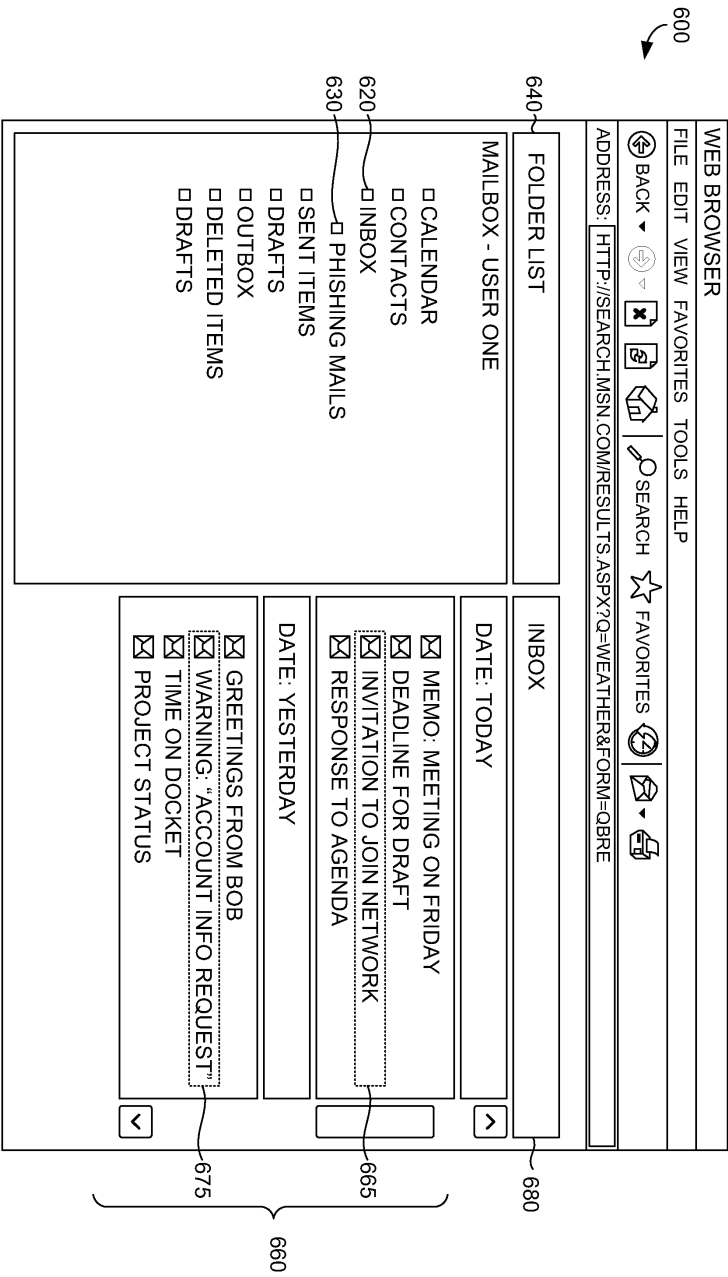 600
WEB BROWSER
FILE EDIT VIEW FAVORITES TOOLS HELP
BACK SEARCH FAVORITES
ADDRESS: HTTP://SEARCH.MSN.COM/RESULTS.ASPX?Q=WEATHER&FORM=QBRE
640
FOLDER LIST
MAILBOX - USER ONE
CALENDAR
CONTACTS
620
INBOX
630
PHISHING MAILS
SENT ITEMS
DRAFTS
OUTBOX
DELETED ITEMS
DRAFTS
INBOX
680
DATE: TODAY
MEMO: MEETING ON FRIDAY
DEADLINE FOR DRAFT
INVITATION TO JOIN NETWORK
665
RESPONSE TO AGENDA
DATE: YESTERDAY
GREETINGS FROM BOB
WARNING: “ACCOUNT INFO REQUEST”
675
TIME ON DOCKET
PROJECT STATUS
660